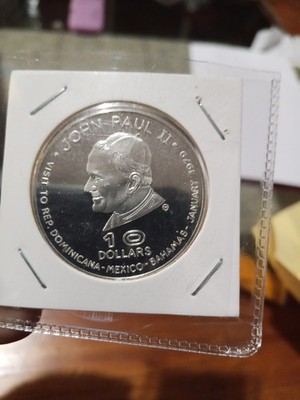 JOHN PAUL II
VISIT TO REP. DOMINICANA - MEXICO - BAHAMAS - JANUARY 1979
10
DOLLARS